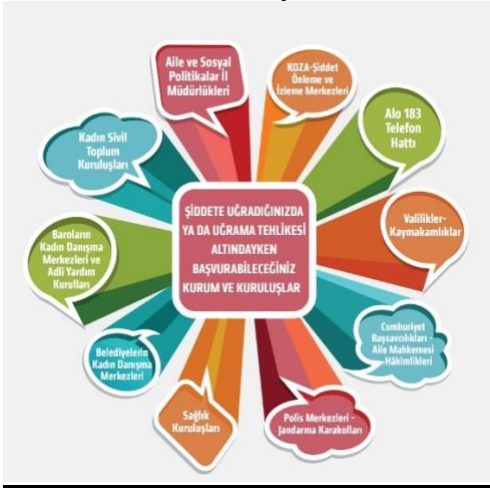 Aile ve Sosyal
Politikalar İl
Müdürlükleri
KOZA-Şiddet
Önleme ve
İzleme Merkezleri
Alo 183
Telefon
Hattı
Valilikler-
Kaymakamlıklar
Cumhuriyet
Başsavcılıkları -
Aile Mahkemesi
Hâkimlikleri
Polis Merkezleri -
Jandarma Karakolları
Sağlık
Kuruluşları
Belediyelerin
Kadın Danışma
Merkezleri
Baroların
Kadın Danışma
Merkezleri ve
Adli Yardım
Kurulları
Kadın Sivil
Toplum
Kuruluşları
ŞİDDETE UĞRADIĞINIZDA
YA DA UĞRAMA TEHLİKESİ
ALTINDAYKEN
BAŞVURABİLECEĞİNİZ
KURUM VE KURULUŞLAR